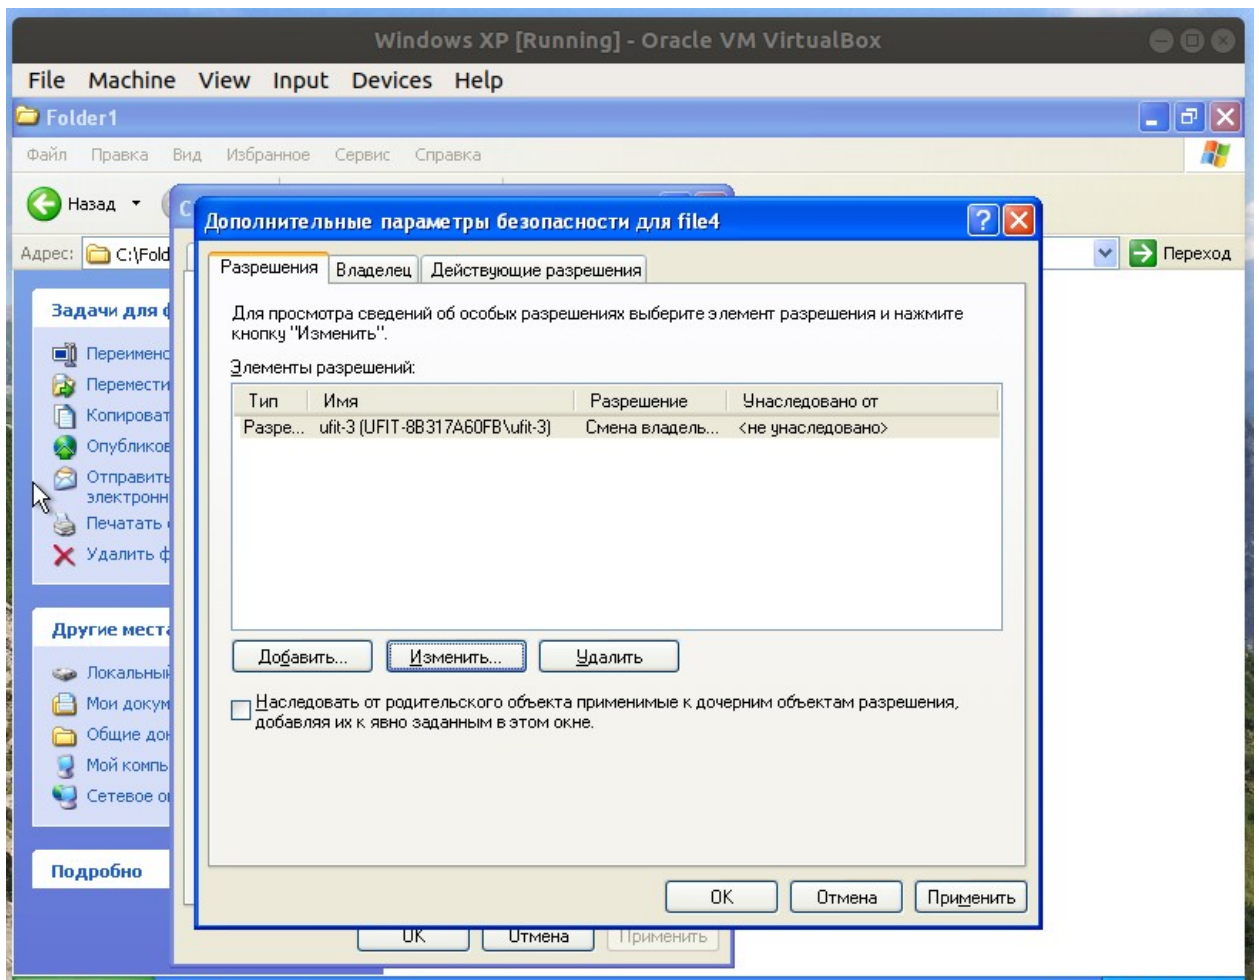 Windows XP [Running] - Oracle VM VirtualBox
File Machine View Input Devices Help
Folder1
Файл Правка Вид Избранное Сервис Справка
Назад
Адрес: C:\Fold Переход
Дополнительные параметры безопасности для file4
Разрешения Владелец Действующие разрешения
Для просмотра сведений об особых разрешениях выберите элемент разрешения и нажмите
кнопку "Изменить".
Элементы разрешений:
Тип Имя Разрешение Унаследовано от
Разре... ufit-3 (UFIT-8B317A60FB\ufit-3) Смена владель... <не унаследовано>
Добавить... Изменить... Удалить
Наследовать от родительского объекта применимые к дочерним объектам разрешения,
добавляя их к явно заданным в этом окне.
OK Отмена Применить
OK Отмена Применить
Задачи для ф
Переимено
Перемести
Копироват
Опубликов
Отправить
электронн
Печатать
Удалить ф
Другие места
Локальный
Мои докум
Общие док
Мой компь
Сетевое о
Подробно